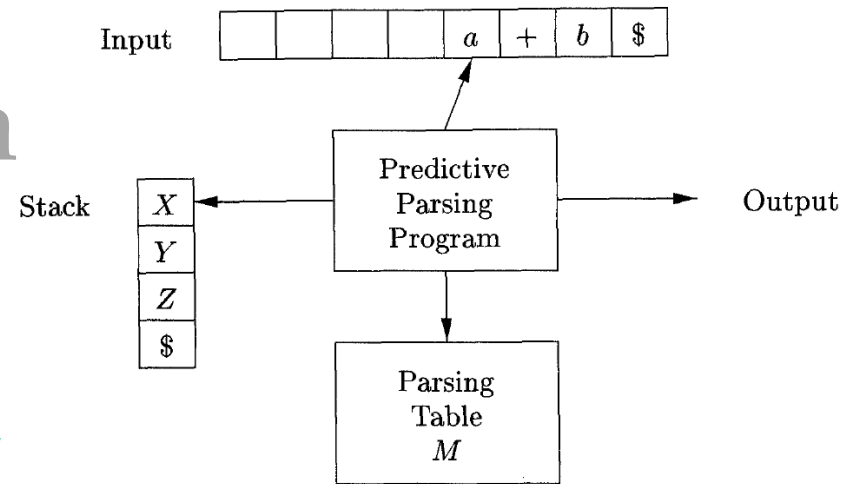 Input a + b $
Predictive
Parsing
Program
Stack X
Y
Z
$
Output
Parsing
Table
M